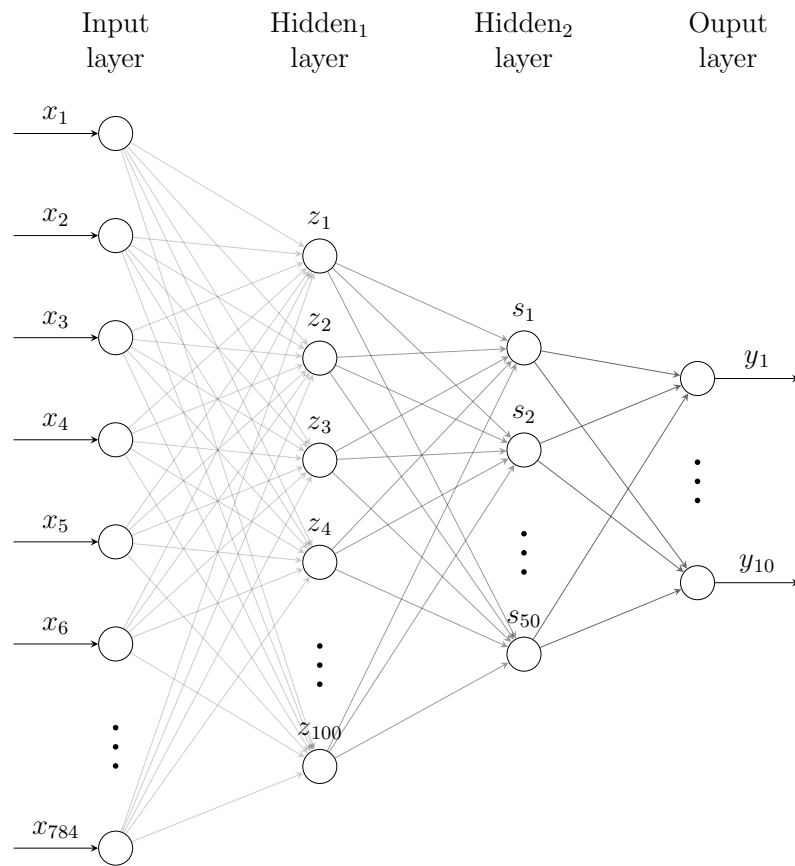 Input layer
Hidden₁ layer
Hidden₂ layer
Ouput layer
x₁
x₂
x₃
x₄
x₅
x₆
x₇₈₄
z₁
z₂
z₃
z₄
z₁₀₀
s₁
s₂
s₅₀
y₁
y₁₀